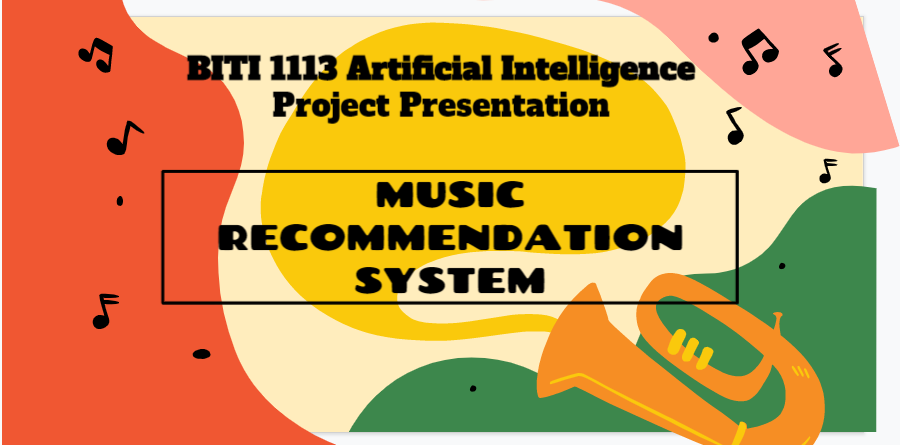 BITI 1113 Artificial Intelligence
Project Presentation
MUSIC
RECOMMENDATION
SYSTEM